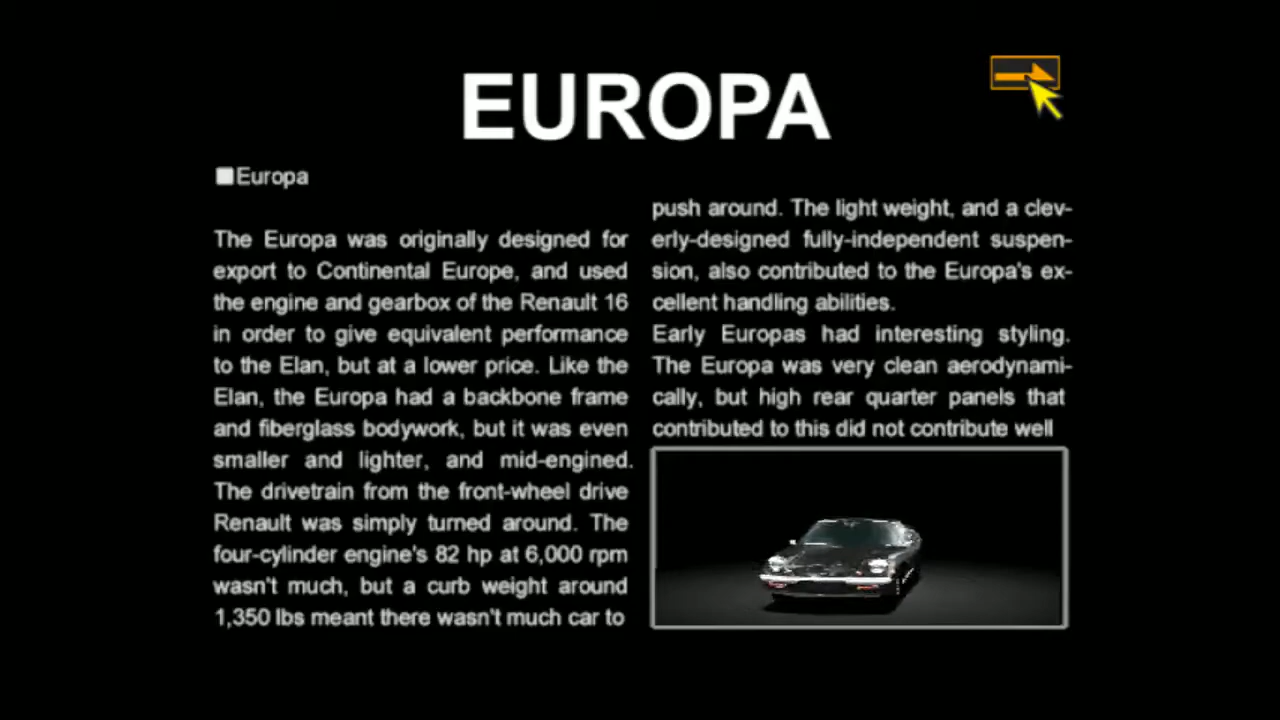 EUROPA
■Europa
The Europa was originally designed for
export to Continental Europe, and used
the engine and gearbox of the Renault 16
in order to give equivalent performance
to the Elan, but at a lower price. Like the
Elan, the Europa had a backbone frame
and fiberglass bodywork, but it was even
smaller and lighter, and mid-engined.
The drivetrain from the front-wheel drive
Renault was simply turned around. The
four-cylinder engine's 82 hp at 6,000 rpm
wasn't much, but a curb weight around
1,350 lbs meant there wasn't much car to
push around. The light weight, and a clev-
erly-designed fully-independent suspen-
sion, also contributed to the Europa's ex-
cellent handling abilities.
Early Europas had interesting styling.
The Europa was very clean aerodynami-
cally, but high rear quarter panels that
contributed to this did not contribute well